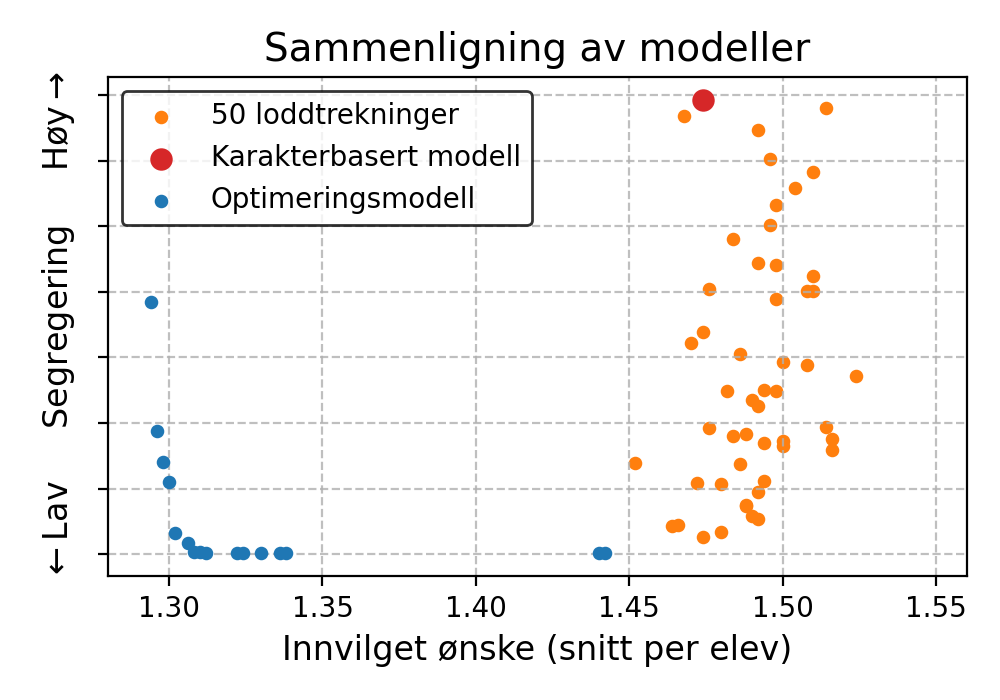 Sammenligning av modeller
50 loddtrekninger
Karakterbasert modell
Optimeringsmodell
← Lav Segregering Høy →
1.30 1.35 1.40 1.45 1.50 1.55
Innvilget ønske (snitt per elev)